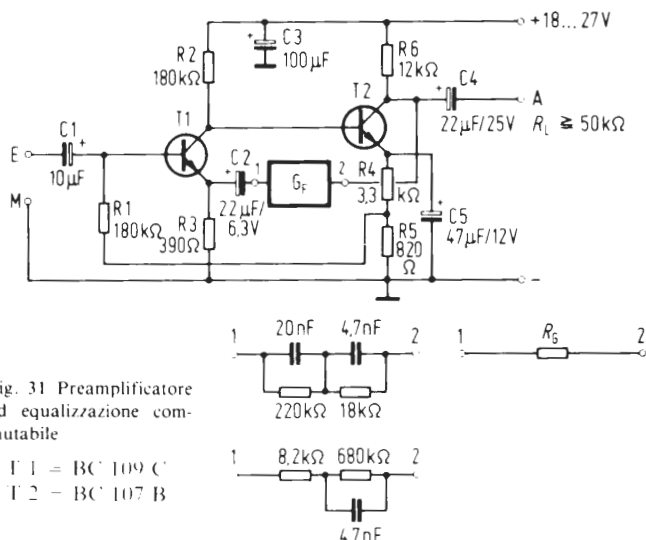 +18...27V
R2
180kΩ
C3
100µF
R6
12kΩ
T1
T2
C4
22µF/25V
A
R_L ≧ 50kΩ
E
C1
10µF
C2
22µF/
6,3V
1
G_F
2
R4
3,3 kΩ
M
R1
180kΩ
R3
390Ω
R5
820
Ω
C5
47µF/12V
–
1
20nF
4,7nF
2
220kΩ
18kΩ
1
R_G
2
1
8,2kΩ
680kΩ
2
4,7nF
ig. 31 Preamplificatore
d equalizzazione com-
nutabile
T 1 = BC 109 C
T 2 = BC 107 B